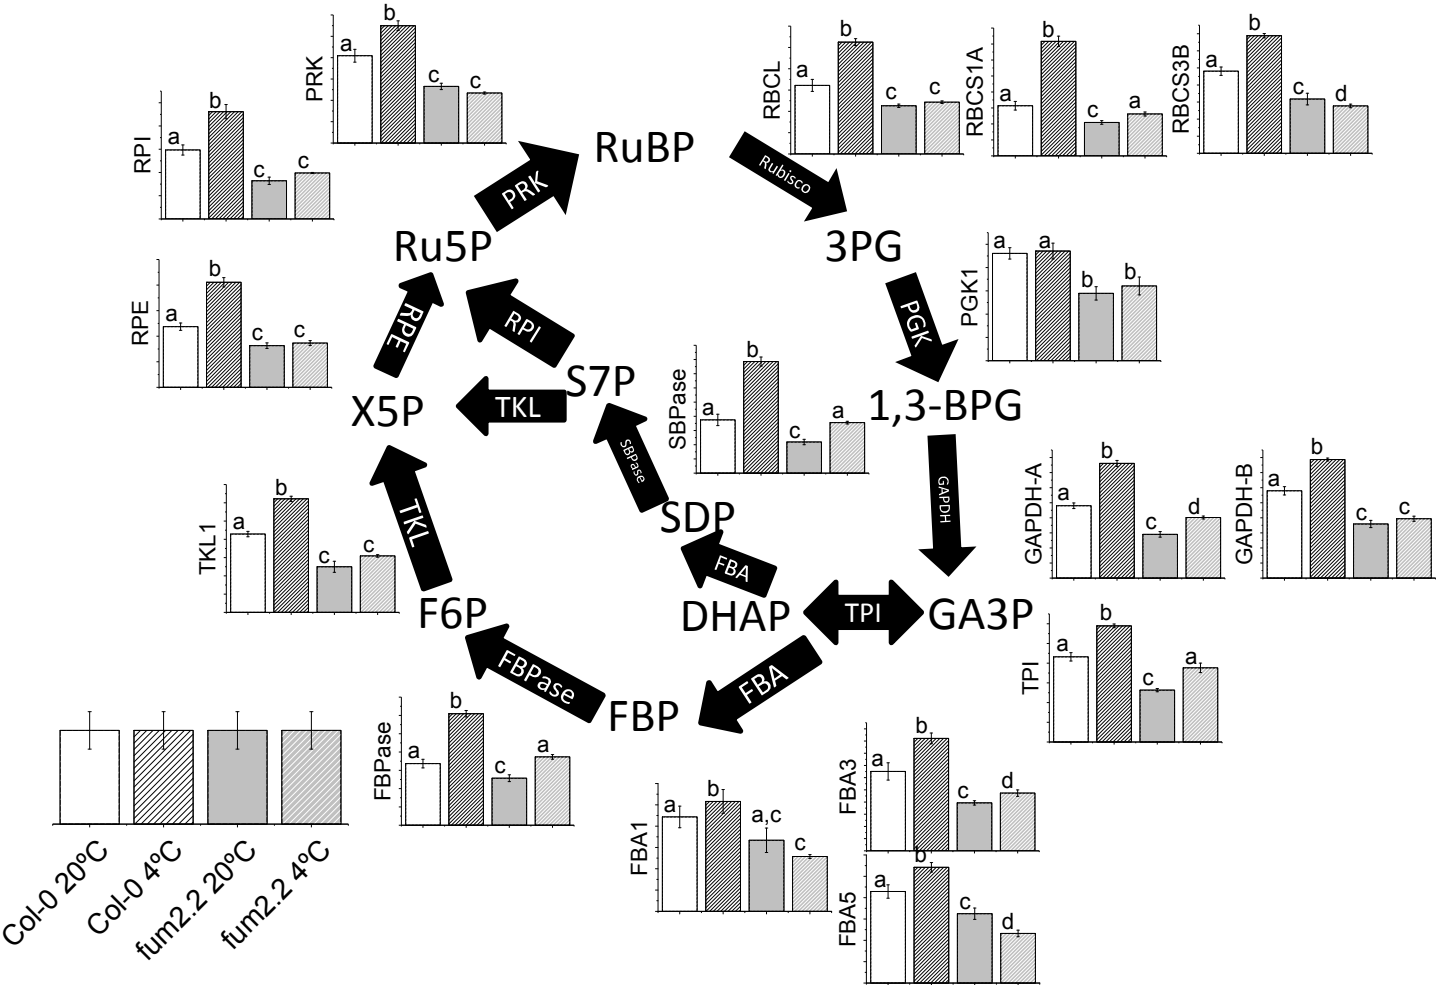 PRK
a
b
c
c
RBCL
a
b
c
c
RBCS1A
a
b
c
a
RBCS3B
a
b
c
d
RPI
a
b
c
c
RuBP
PRK
Rubisco
Ru5P
3PG
RPE
a
b
c
c
PGK1
a
a
b
b
RPE
RPI
PGK
S7P
X5P
TKL
1,3-BPG
SBPase
a
b
c
a
SBPase
GAPDH
GAPDH-A
a
b
c
d
GAPDH-B
a
b
c
c
TKL1
a
b
c
c
TKL
SDP
FBA
F6P
DHAP
TPI
GA3P
TPI
a
b
c
a
FBPase
FBA
FBP
FBPase
a
b
c
a
FBA1
a
b
a,c
c
FBA3
a
b
c
d
FBA5
a
b
c
d
Col-0 20ºC
Col-0 4ºC
fum2.2 20ºC
fum2.2 4ºC